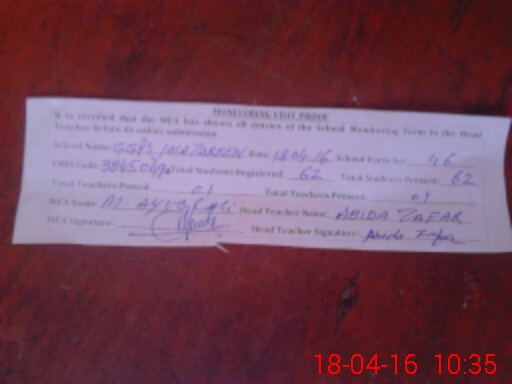 MONITORING VISIT PROOF
It is certified that the MEA has shown all entries of the School Monitoring Form to the Head
Teacher before its online submission.
School Name: GGPS Date: 18.04.16 School Form No. 46
EMIS Code: Total Students Registered: 62 Total Students Present: 62
Total Teachers Posted: 01 Total Teachers Present: 01
MEA Name: M. Head Teacher Name: ABIDA ZAFAR
MEA Signature: Head Teacher Signature: Abida Zafar
18-04-16 10:35